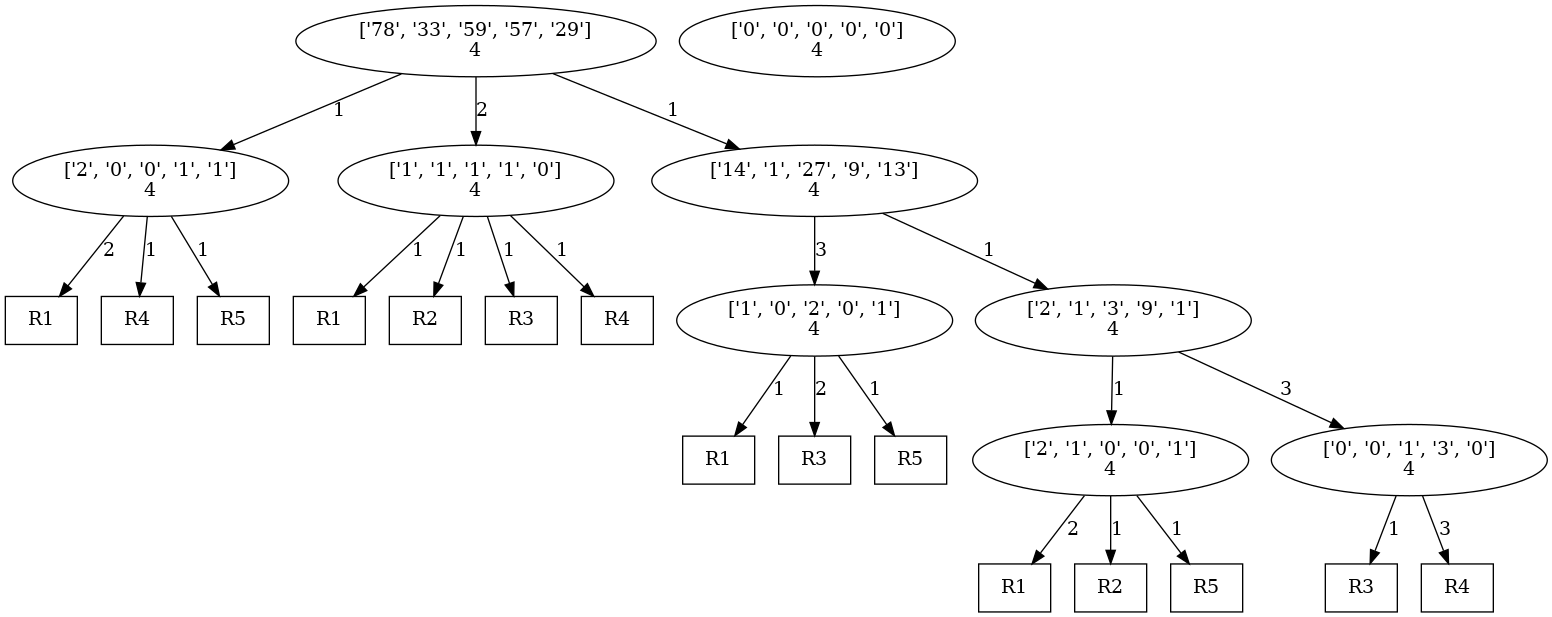 ['78', '33', '59', '57', '29']
4
['0', '0', '0', '0', '0']
4
1
2
1
['2', '0', '0', '1', '1']
4
['1', '1', '1', '1', '0']
4
['14', '1', '27', '9', '13']
4
2
1
1
1
1
1
1
3
1
R1
R4
R5
R1
R2
R3
R4
['1', '0', '2', '0', '1']
4
['2', '1', '3', '9', '1']
4
1
2
1
1
3
R1
R3
R5
['2', '1', '0', '0', '1']
4
['0', '0', '1', '3', '0']
4
2
1
1
1
3
R1
R2
R5
R3
R4